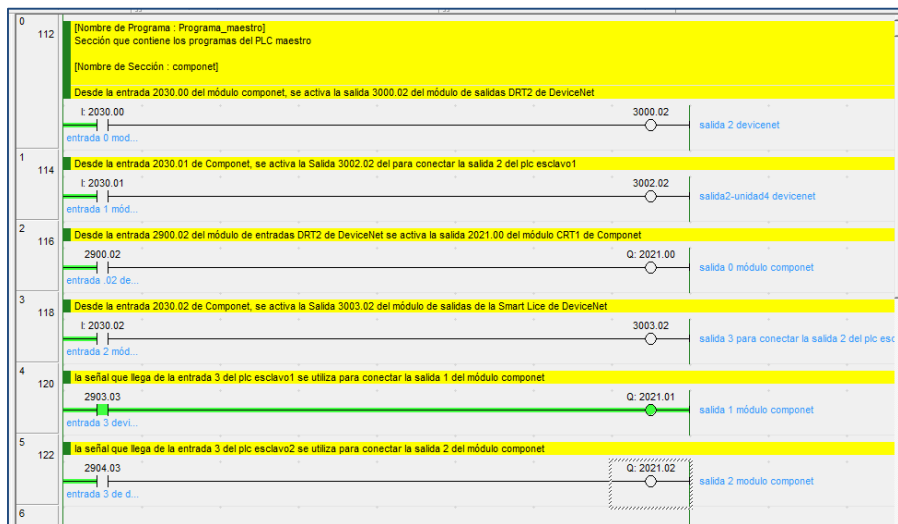 0
112
[Nombre de Programa : Programa_maestro]
Sección que contiene los programas del PLC maestro
[Nombre de Sección : componet]
Desde la entrada 2030.00 del módulo componet, se activa la salida 3000.02 del módulo de salidas DRT2 de DeviceNet
I: 2030.00
3000.02
salida 2 devicenet
entrada 0 mod...
1
114
Desde la entrada 2030.01 de Componet, se activa la Salida 3002.02 del para conectar la salida 2 del plc esclavo1
I: 2030.01
3002.02
salida2-unidad4 devicenet
entrada 1 mód...
2
116
Desde la entrada 2900.02 del módulo de entradas DRT2 de DeviceNet se activa la salida 2021.00 del módulo CRT1 de Componet
2900.02
Q: 2021.00
salida 0 módulo componet
entrada .02 de...
3
118
Desde la entrada 2030.02 de Componet, se activa la Salida 3003.02 del módulo de salidas de la Smart Lice de DeviceNet
I: 2030.02
3003.02
salida 3 para conectar la salida 2 del plc esc
entrada 2 mód...
4
120
la señal que llega de la entrada 3 del plc esclavo1 se utiliza para conectar la salida 1 del módulo componet
2903.03
Q: 2021.01
salida 1 módulo componet
entrada 3 devi...
5
122
la señal que llega de la entrada 3 del plc esclavo2 se utiliza para conectar la salida 2 del módulo componet
2904.03
Q: 2021.02
salida 2 modulo componet
entrada 3 de d...
6